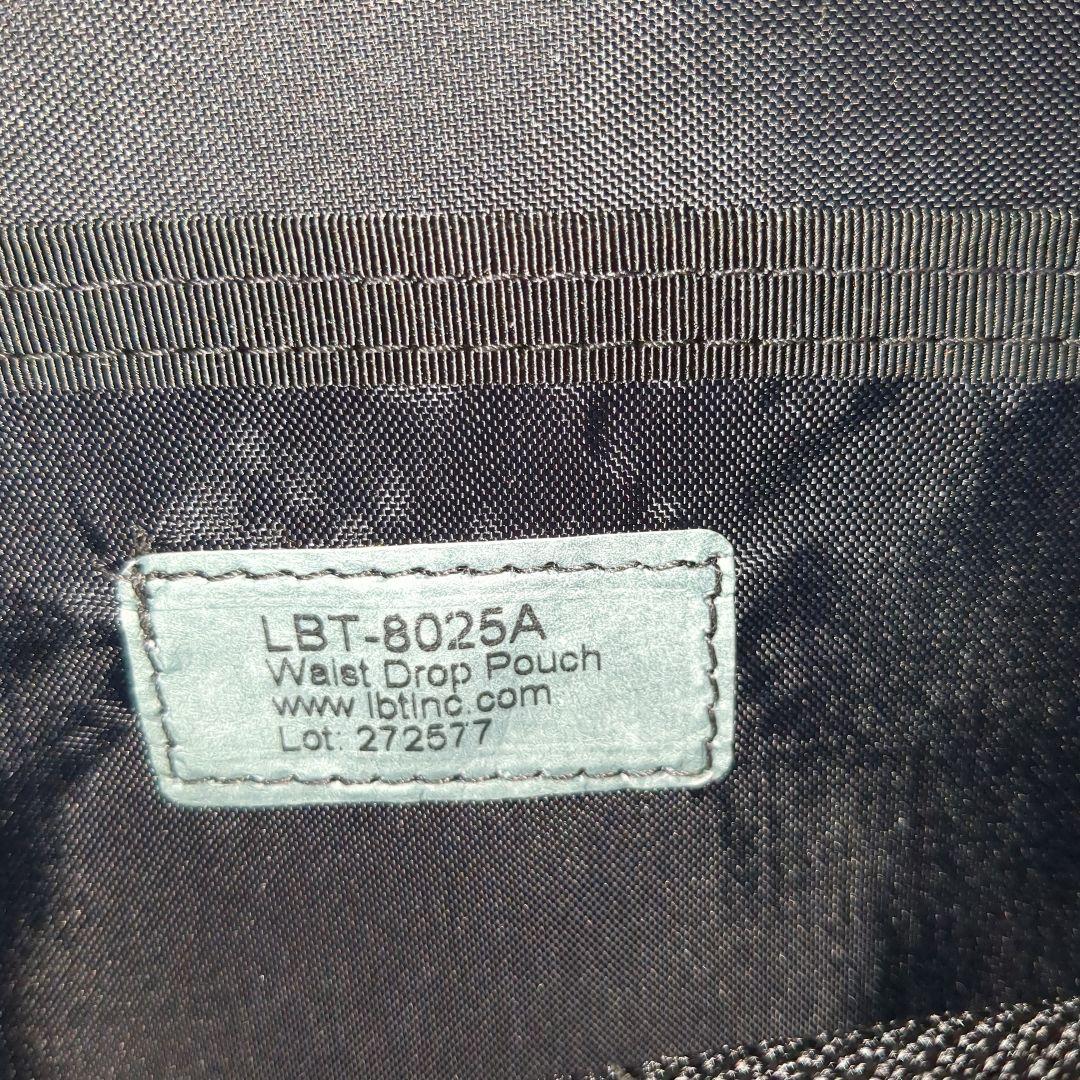 LBT-8025A
Waist Drop Pouch
www.lbtinc.com
Lot: 272577